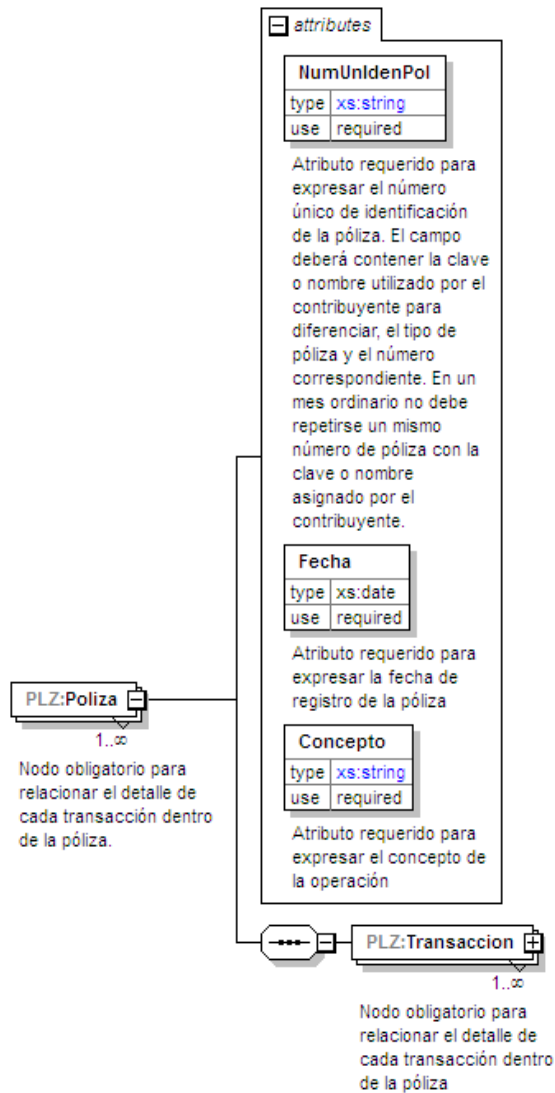 attributes
NumUnIdenPol
type xs:string
use required
Atributo requerido para
expresar el número
único de identificación
de la póliza. El campo
deberá contener la clave
o nombre utilizado por el
contribuyente para
diferenciar, el tipo de
póliza y el número
correspondiente. En un
mes ordinario no debe
repetirse un mismo
número de póliza con la
clave o nombre
asignado por el
contribuyente.
Fecha
type xs:date
use required
Atributo requerido para
expresar la fecha de
registro de la póliza
PLZ:Poliza
1..∞
Nodo obligatorio para
relacionar el detalle de
cada transacción dentro
de la póliza.
Concepto
type xs:string
use required
Atributo requerido para
expresar el concepto de
la operación
PLZ:Transaccion
1..∞
Nodo obligatorio para
relacionar el detalle de
cada transacción dentro
de la póliza